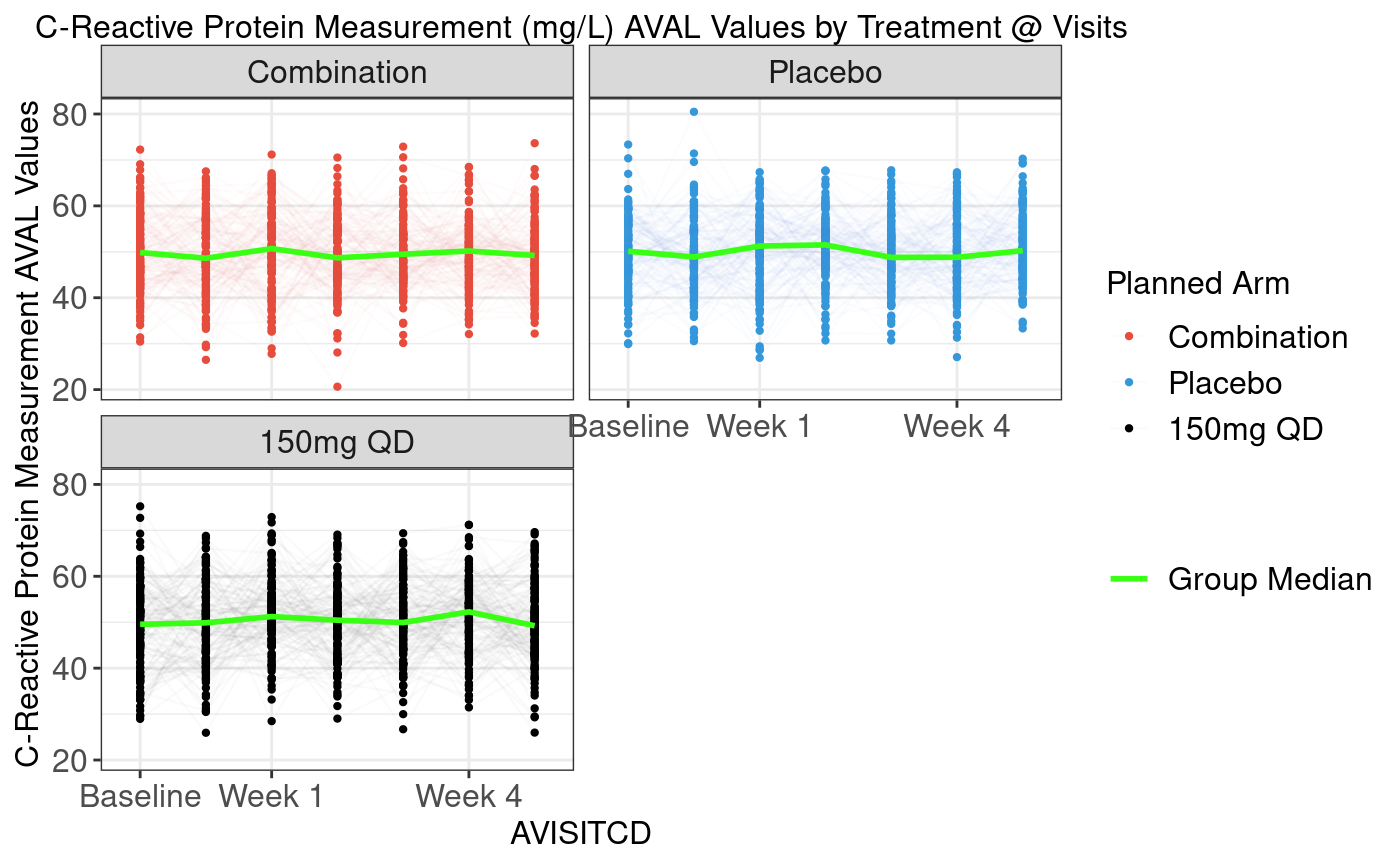 C-Reactive Protein Measurement (mg/L) AVAL Values by Treatment @ Visits
C-Reactive Protein Measurement AVAL Values
Combination
80
60
40
20
Placebo
Baseline
Week 1
Week 4
150mg QD
80
60
40
20
Baseline
Week 1
Week 4
AVISITCD
Planned Arm
Combination
Placebo
150mg QD
Group Median